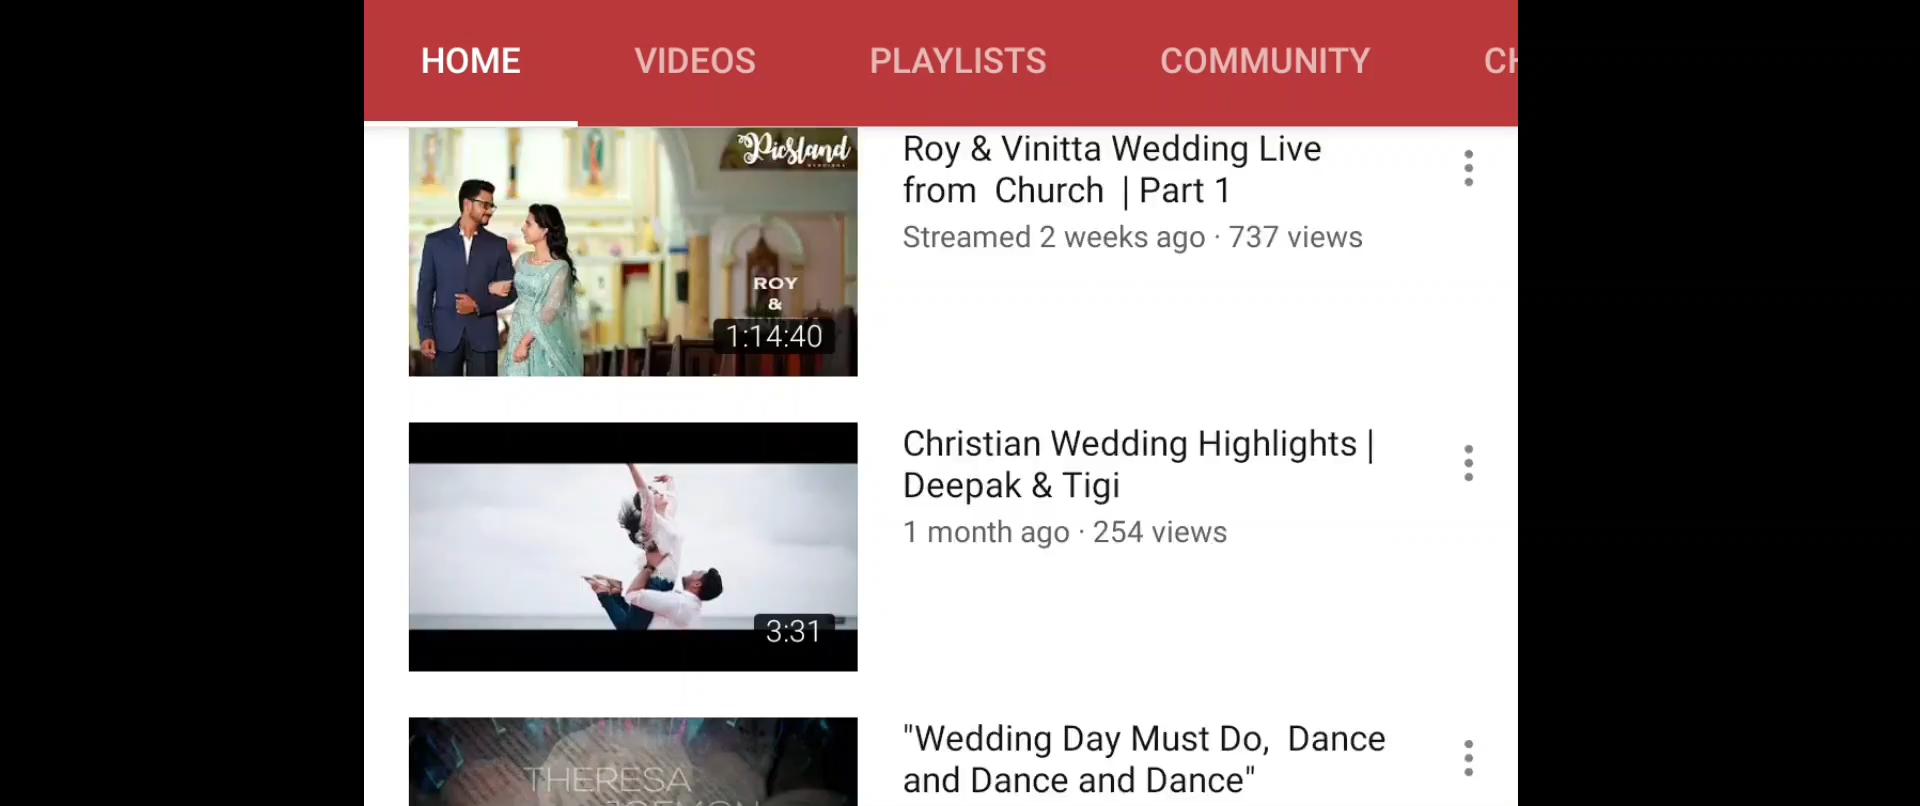 HOME VIDEOS PLAYLISTS COMMUNITY CH
Picsland
ROY
&
1:14:40
Roy & Vinitta Wedding Live
from Church | Part 1
Streamed 2 weeks ago · 737 views
3:31
Christian Wedding Highlights |
Deepak & Tigi
1 month ago · 254 views
THERESA
"Wedding Day Must Do, Dance
and Dance and Dance"